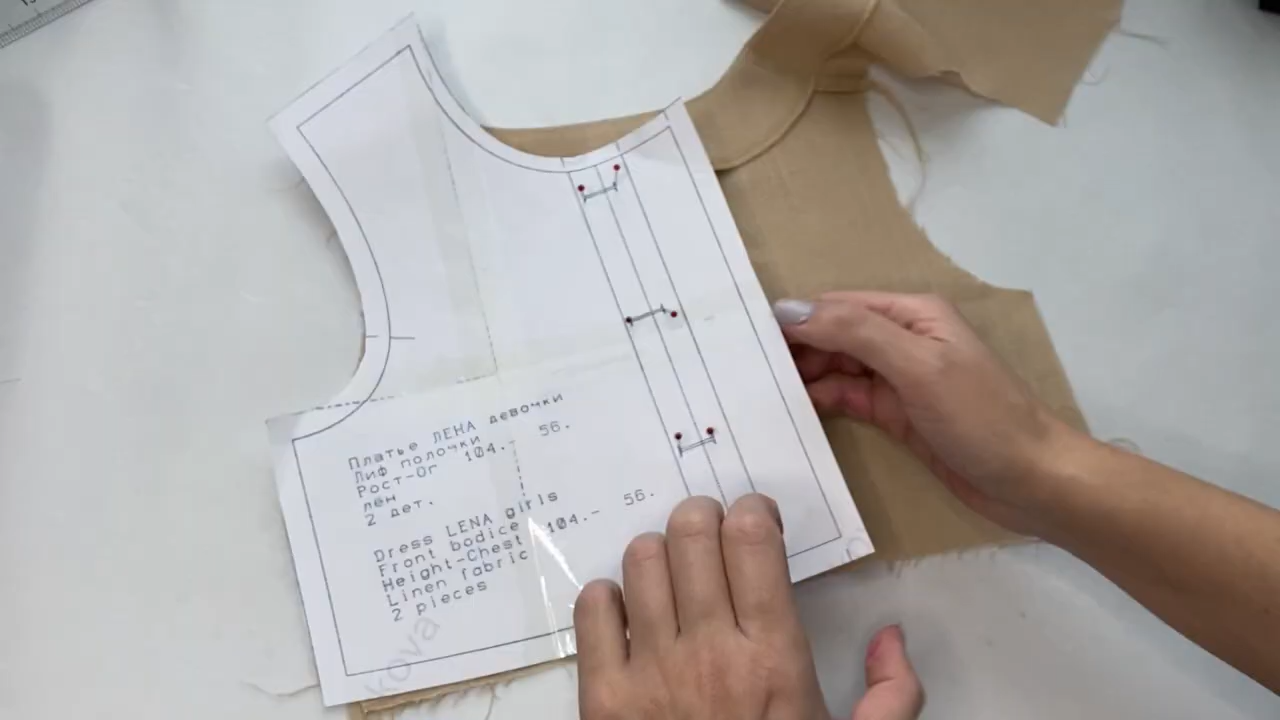 Платье ЛЕНА девочки
Лиф полочки
Рост-Ог 104.- 56.
лен
2 дет.
Dress LENA girls
Front bodice
Height-Chest 104.- 56.
Linen fabric
2 pieces
kova